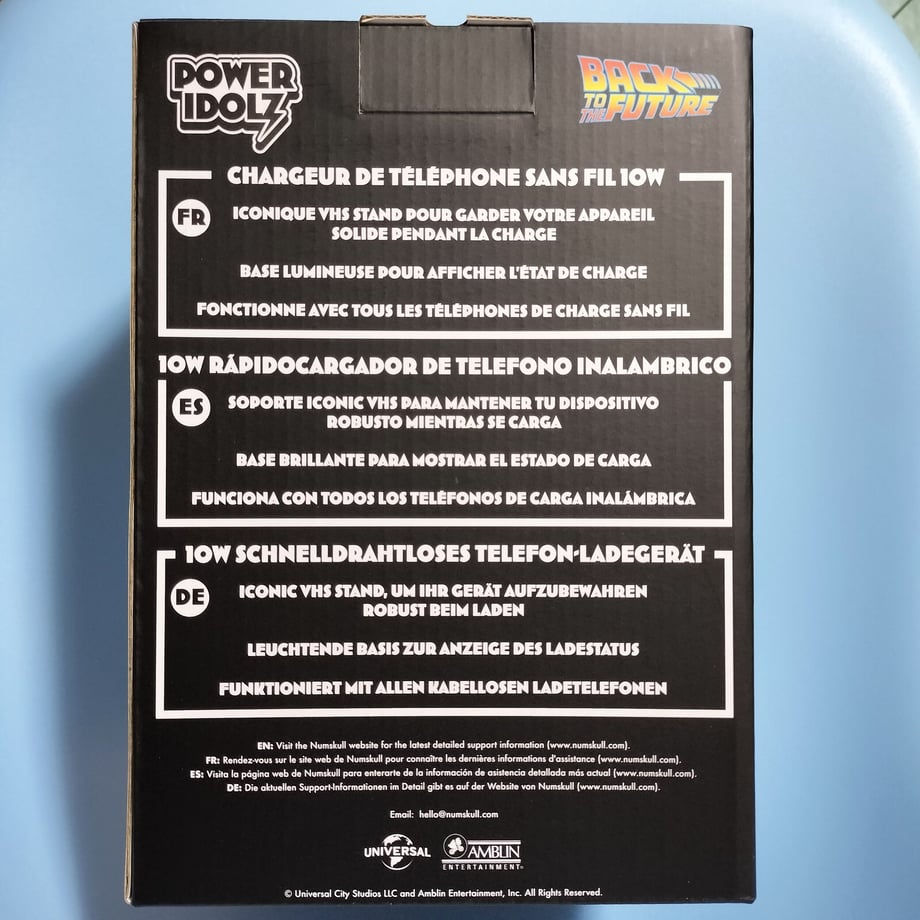 POWER
IDOLZ
BACK
TO THE FUTURE
CHARGEUR DE TÉLÉPHONE SANS FIL 10W
FR
ICONIQUE VHS STAND POUR GARDER VOTRE APPAREIL
SOLIDE PENDANT LA CHARGE
BASE LUMINEUSE POUR AFFICHER L'ÉTAT DE CHARGE
FONCTIONNE AVEC TOUS LES TÉLÉPHONES DE CHARGE SANS FIL
10W RÁPIDOCARGADOR DE TELEFONO INALAMBRICO
ES
SOPORTE ICONIC VHS PARA MANTENER TU DISPOSITIVO
ROBUSTO MIENTRAS SE CARGA
BASE BRILLANTE PARA MOSTRAR EL ESTADO DE CARGA
FUNCIONA CON TODOS LOS TELÉFONOS DE CARGA INALÁMBRICA
10W SCHNELLDRAHTLOSES TELEFON-LADEGERÄT
DE
ICONIC VHS STAND, UM IHR GERÄT AUFZUBEWAHREN
ROBUST BEIM LADEN
LEUCHTENDE BASIS ZUR ANZEIGE DES LADESTATUS
FUNKTIONIERT MIT ALLEN KABELLOSEN LADETELEFONEN
EN: Visit the Numskull website for the latest detailed support information (www.numskull.com).
FR: Rendez-vous sur le site web de Numskull pour connaître les dernières informations d'assistance (www.numskull.com).
ES: Visita la página web de Numskull para enterarte de la información de asistencia detallada más actual (www.numskull.com).
DE: Die aktuellen Support-Informationen im Detail gibt es auf der Website von Numskull (www.numskull.com).
Email: hello@numskull.com
UNIVERSAL
AMBLIN
ENTERTAINMENT
© Universal City Studios LLC and Amblin Entertainment, Inc. All Rights Reserved.